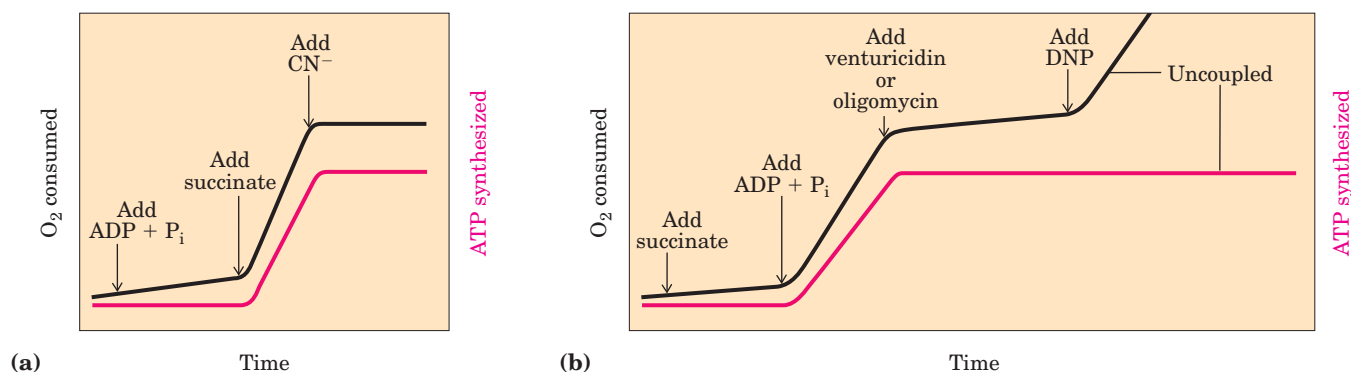 O₂ consumed
Add
ADP + Pᵢ
Add
succinate
Add
CN⁻
ATP synthesized
(a)
Time
O₂ consumed
Add
succinate
Add
ADP + Pᵢ
Add
venturicidin
or
oligomycin
Add
DNP
Uncoupled
ATP synthesized
(b)
Time